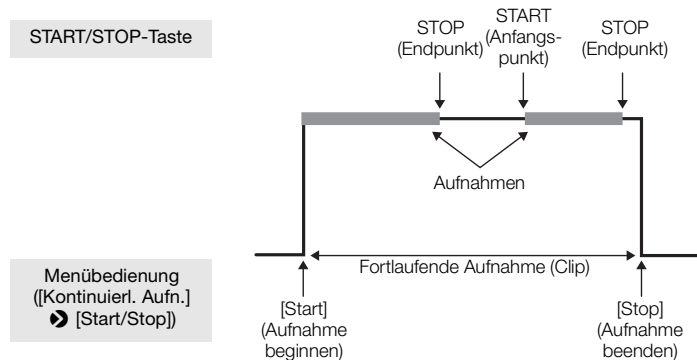 START/STOP-Taste
STOP
(Endpunkt)
START
(Anfangs-
punkt)
STOP
(Endpunkt)
Aufnahmen
Fortlaufende Aufnahme (Clip)
Menübedienung
([Kontinuierl. Aufn.]
[Start/Stop])
[Start]
(Aufnahme
beginnen)
[Stop]
(Aufnahme
beenden)